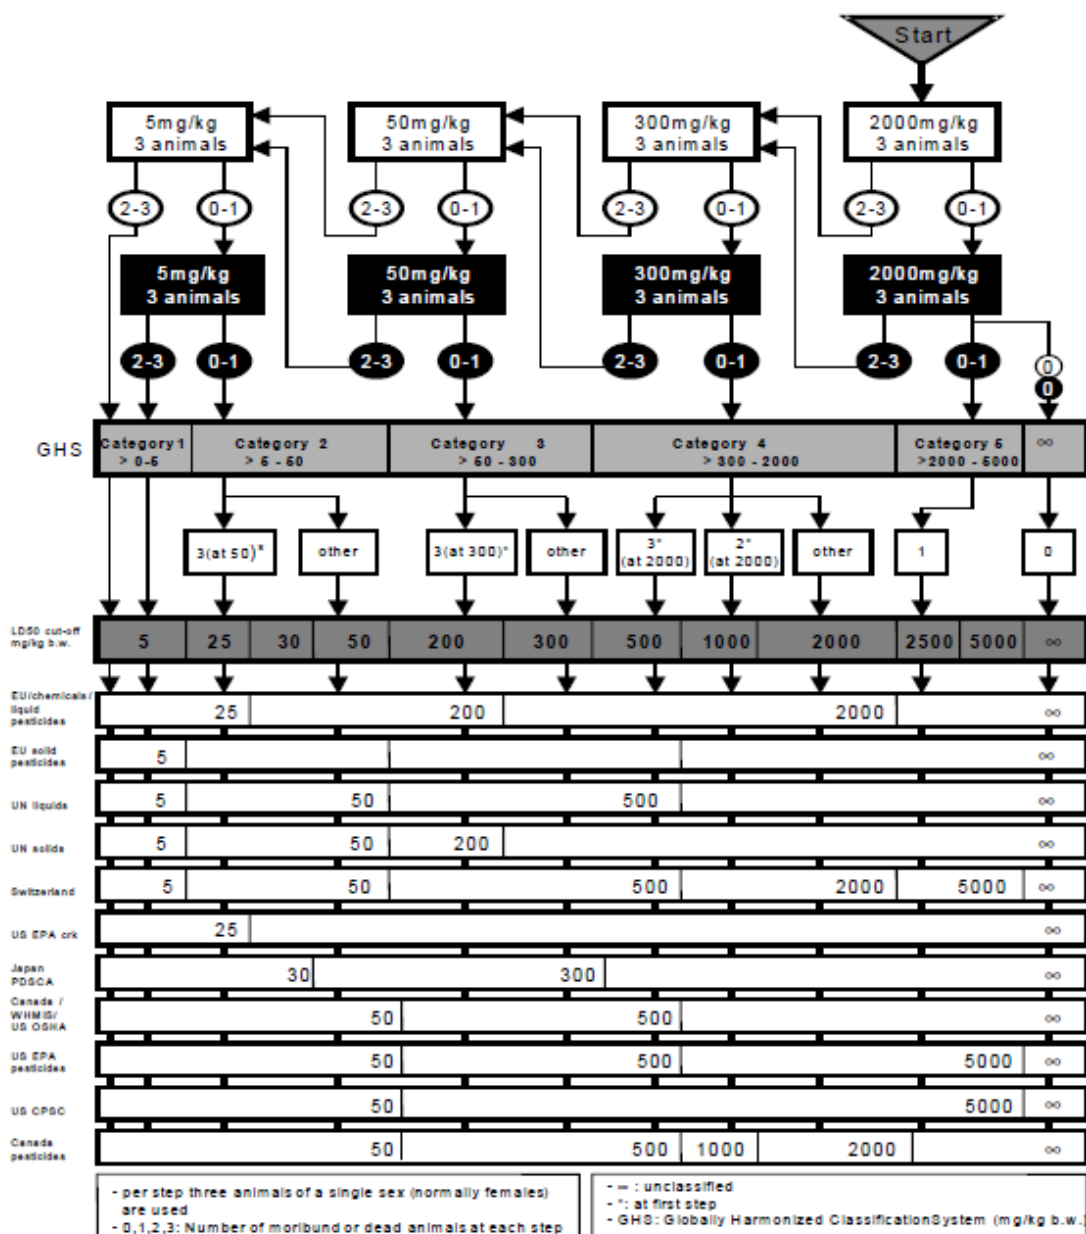 Start
5mg/kg
3 animals
50mg/kg
3 animals
300mg/kg
3 animals
2000mg/kg
3 animals
2-3
0-1
2-3
0-1
2-3
0-1
2-3
0-1
5mg/kg
3 animals
50mg/kg
3 animals
300mg/kg
3 animals
2000mg/kg
3 animals
2-3
0-1
2-3
0-1
2-3
0-1
2-3
0-1
0
0
GHS
Category 1
> 0-5
Category 2
> 5 - 50
Category 3
> 50 - 300
Category 4
> 300 - 2000
Category 5
>2000 - 5000
∞
3(at 50)*
other
3(at 300)*
other
3*
(at 2000)
2*
(at 2000)
other
1
0
LD50 cut-off
mg/kg b.w.
5 25 30 50 200 300 500 1000 2000 2500 5000 ∞
EU/chemicals/
liquid
pesticides
25 200 2000 ∞
EU solid
pesticides
5 ∞
UN liquids
5 50 500 ∞
UN solids
5 50 200 ∞
Switzerland
5 50 500 2000 5000 ∞
US EPA crk
25 ∞
Japan
PDSCA
30 300 ∞
Canada /
WHMIS/
US OSHA
50 500 ∞
US EPA
pesticides
50 500 5000 ∞
US CPSC
50 5000 ∞
Canada
pesticides
50 500 1000 2000 ∞
- per step three animals of a single sex (normally females)
are used
- 0,1,2,3: Number of moribund or dead animals at each step
- ∞ : unclassified
- *: at first step
- GHS: Globally Harmonized ClassificationSystem (mg/kg b.w.)